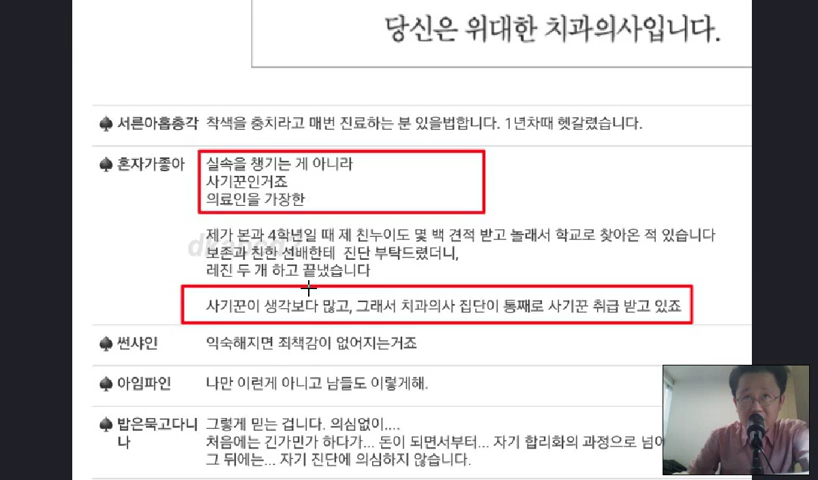 당신은 위대한 치과의사입니다.
서른아홉총각 착색을 충치라고 매번 진료하는 분 있을법합니다. 1년차때 헷갈렸습니다.
혼자가좋아 실속을 챙기는 게 아니라
사기꾼인거죠
의료인을 가장한
제가 본과 4학년일 때 제 친누이도 몇 백 견적 받고 놀래서 학교로 찾아온 적 있습니다
보존과 친한 선배한테 진단 부탁드렸더니,
레진 두 개 하고 끝냈습니다
사기꾼이 생각보다 많고, 그래서 치과의사 집단이 통째로 사기꾼 취급 받고 있죠
썬샤인 익숙해지면 죄책감이 없어지는거죠
아임파인 나만 이런게 아니고 남들도 이렇게해.
밥은묵고다니 그렇게 믿는 겁니다. 의심없이....
나 처음에는 긴가민가 하다가... 돈이 되면서부터... 자기 합리화의 과정으로
그 뒤에는... 자기 진단에 의심하지 않습니다.